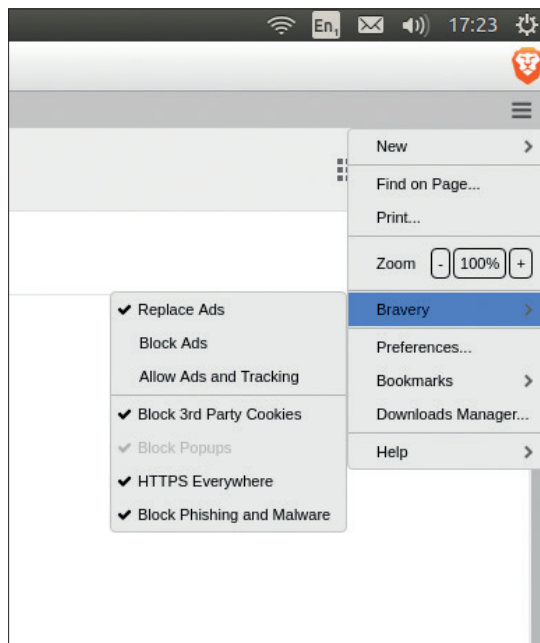 En₁ 17:23
New
Find on Page...
Print...
Zoom - 100% +
Bravery
Preferences...
Bookmarks
Downloads Manager...
Help
Replace Ads
Block Ads
Allow Ads and Tracking
Block 3rd Party Cookies
Block Popups
HTTPS Everywhere
Block Phishing and Malware